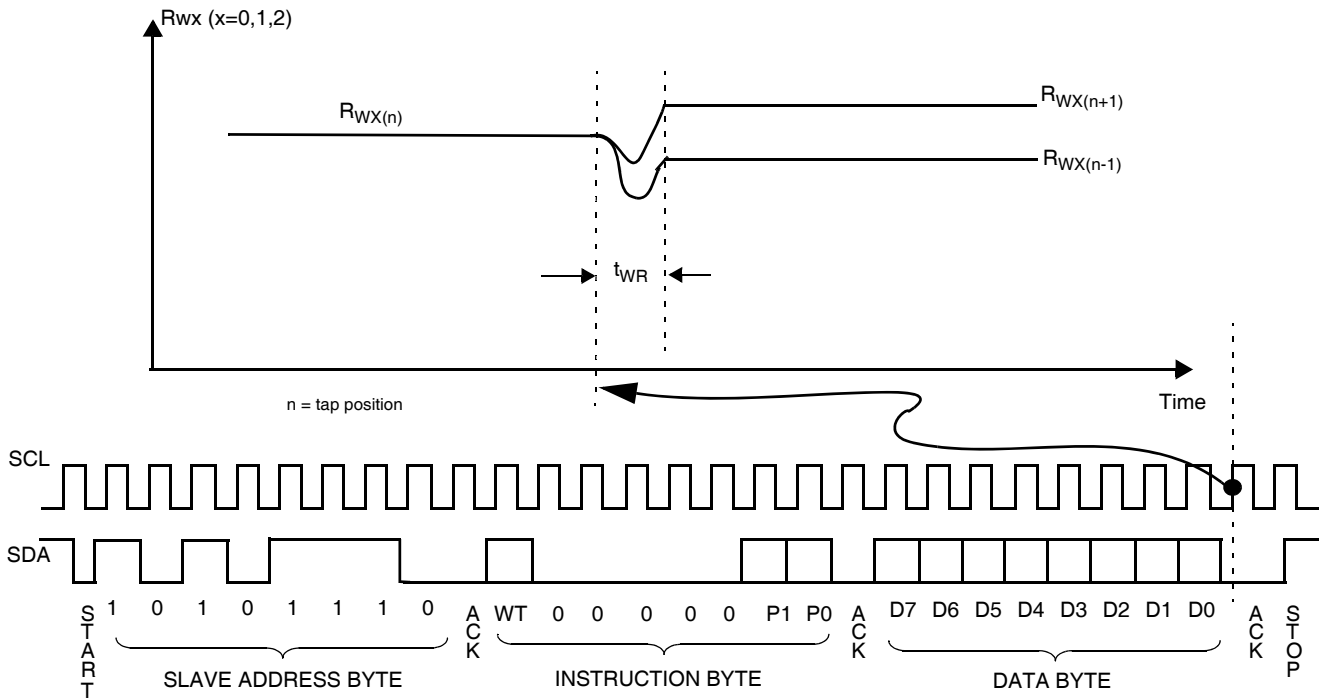 Rwx (x=0,1,2)
RWX(n)
RWX(n+1)
RWX(n-1)
tWR
Time
n = tap position
SCL
SDA
START 1 0 1 0 1 1 1 0 ACK WT 0 0 0 0 0 P1 P0 ACK D7 D6 D5 D4 D3 D2 D1 D0 ACK STOP
SLAVE ADDRESS BYTE INSTRUCTION BYTE DATA BYTE